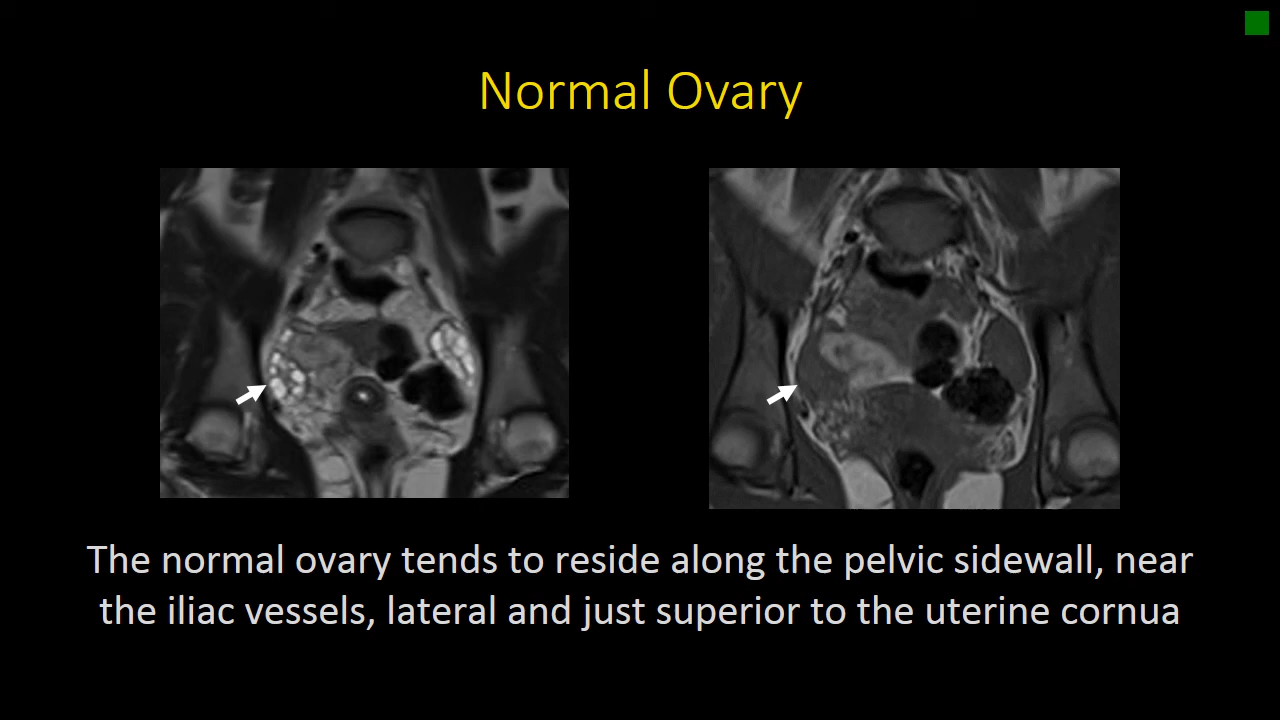 Normal Ovary
The normal ovary tends to reside along the pelvic sidewall, near
the iliac vessels, lateral and just superior to the uterine cornua